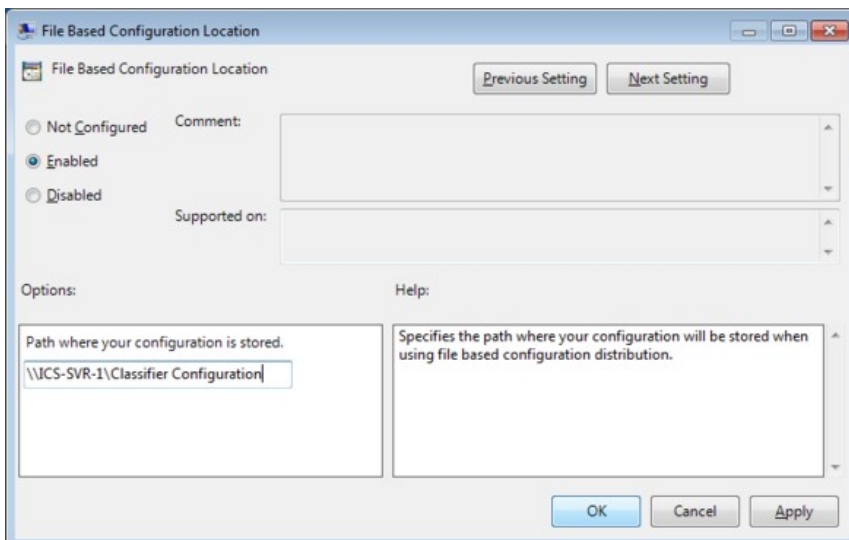 File Based Configuration Location
File Based Configuration Location
Previous Setting
Next Setting
Not Configured
Comment:
Enabled
Disabled
Supported on:
Options:
Help:
Path where your configuration is stored.
\\ICS-SVR-1\Classifier Configuration
Specifies the path where your configuration will be stored when
using file based configuration distribution.
OK
Cancel
Apply